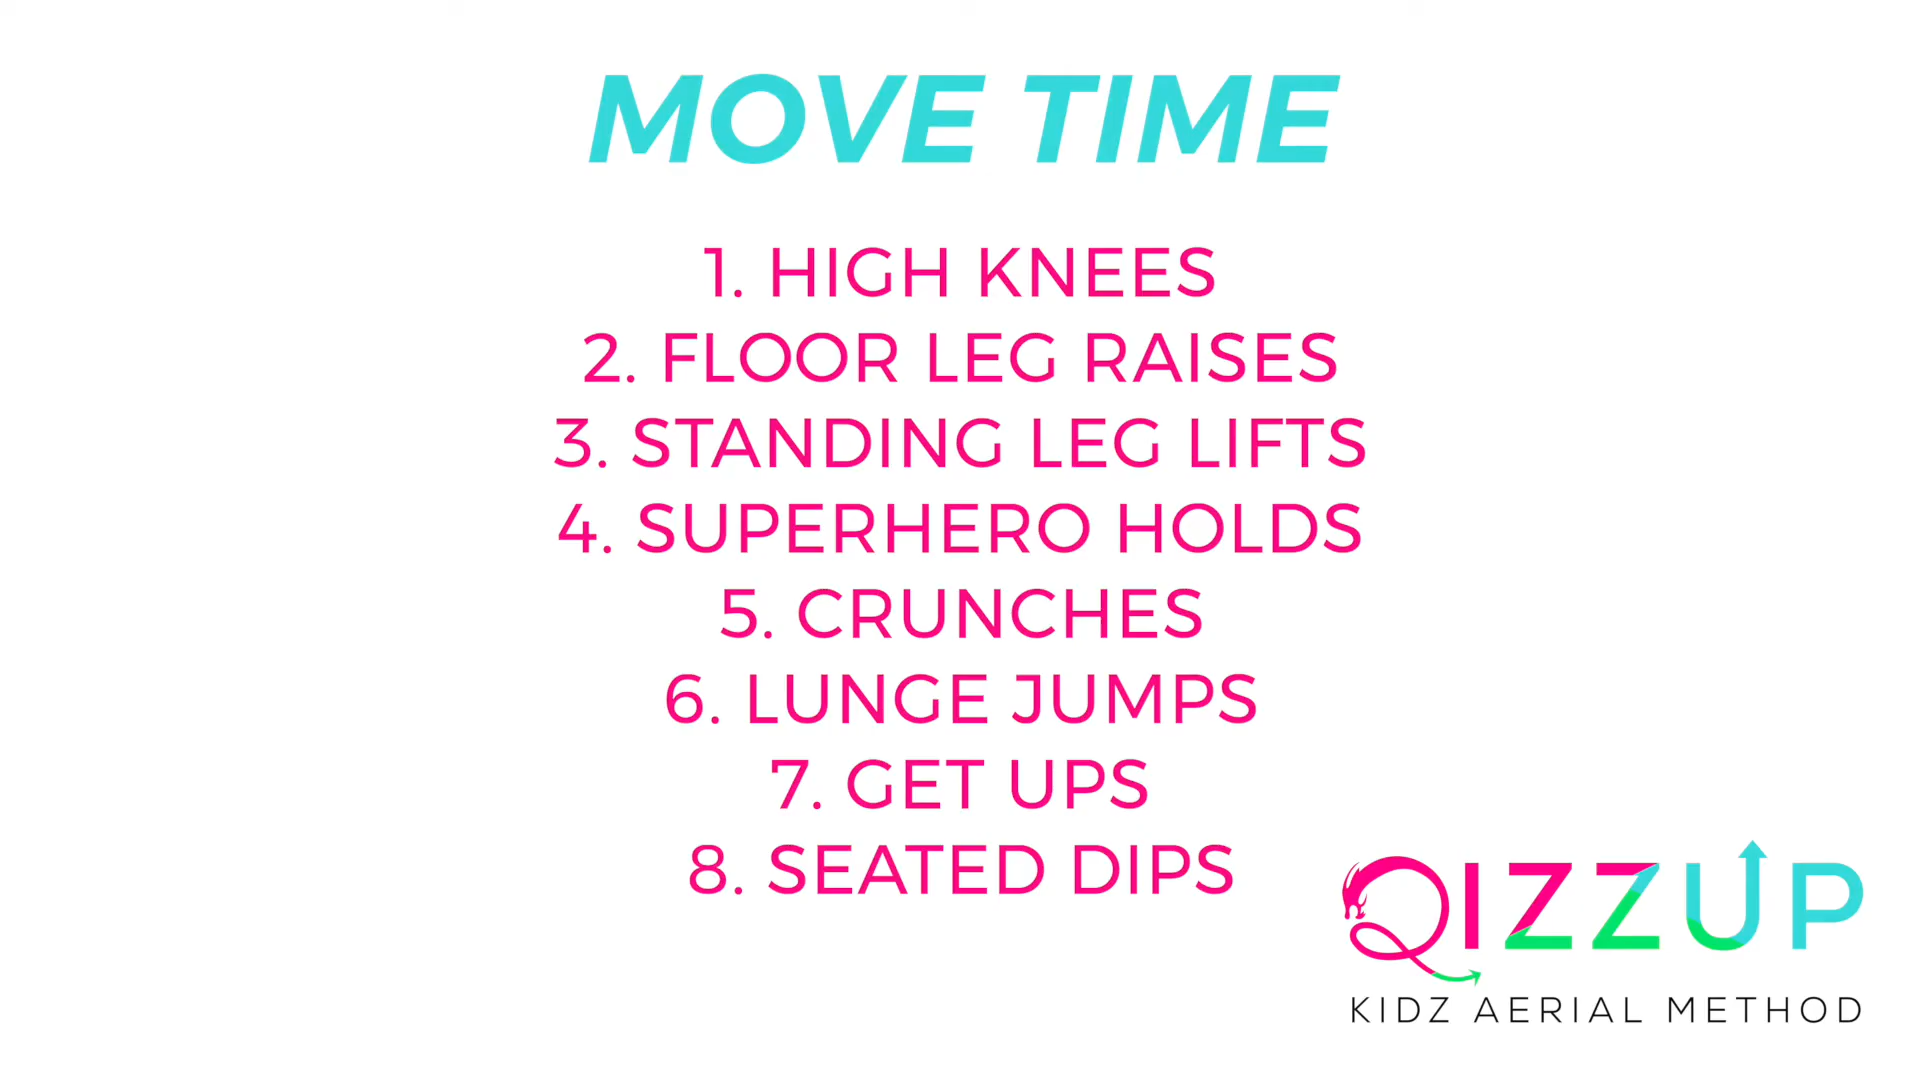 MOVE TIME
1. HIGH KNEES
2. FLOOR LEG RAISES
3. STANDING LEG LIFTS
4. SUPERHERO HOLDS
5. CRUNCHES
6. LUNGE JUMPS
7. GET UPS
8. SEATED DIPS
QIZZUP
KIDZ AERIAL METHOD